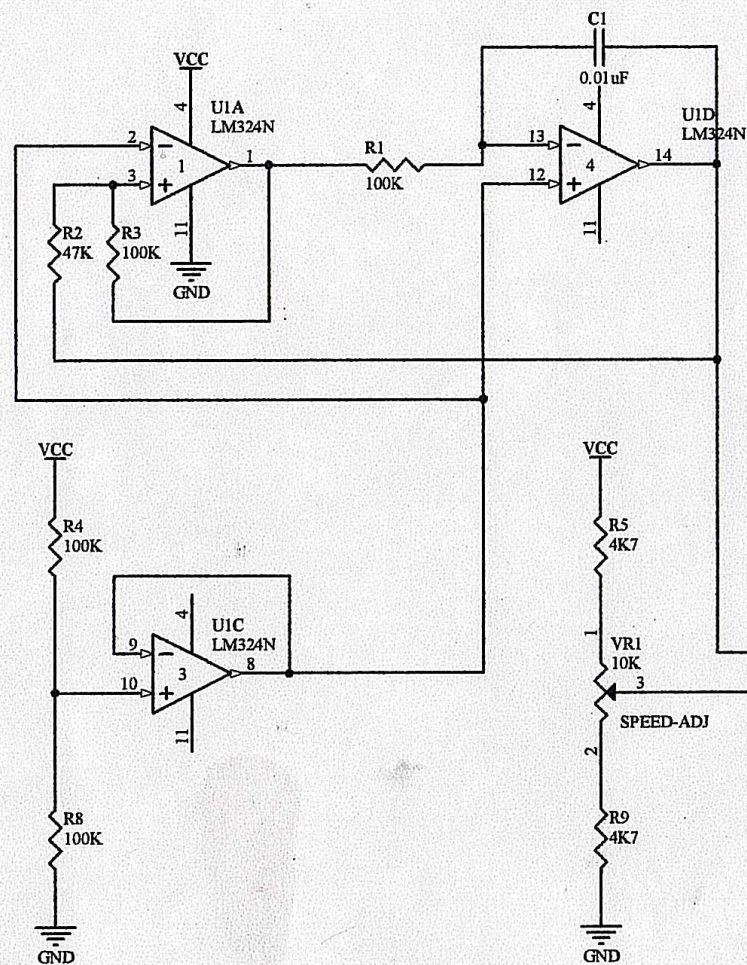 C1
0.01uF
VCC
4
U1A
LM324N
2
1
3
1
11
GND
R1
100K
4
U1D
LM324N
13
4
14
12
11
R2
47K
R3
100K
VCC
R4
100K
4
U1C
LM324N
9
3
8
10
11
R8
100K
GND
VCC
R5
4K7
1
VR1
10K
3
SPEED-ADJ
2
R9
4K7
GND